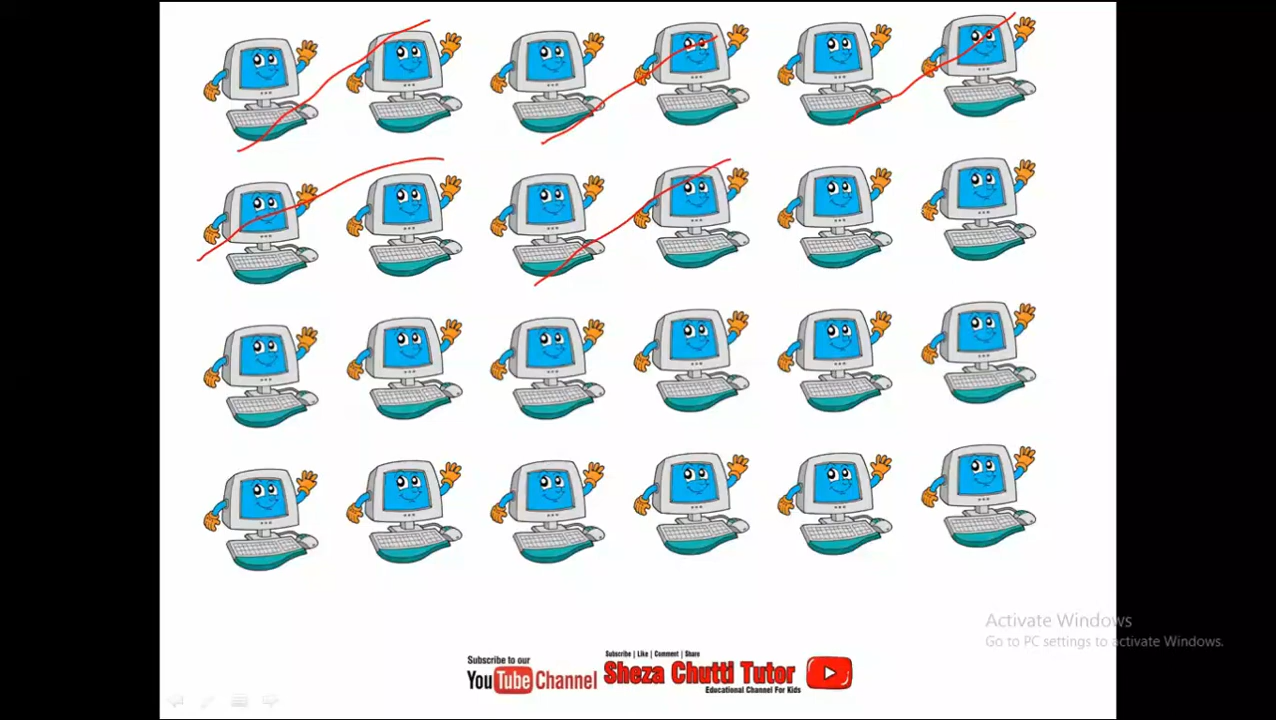 Activate Windows
Go to PC settings to activate Windows.
Subscribe | Like | Comment | Share
Subscribe to our
YouTube Channel
Sheza Chutti Tutor
Educational Channel For Kids